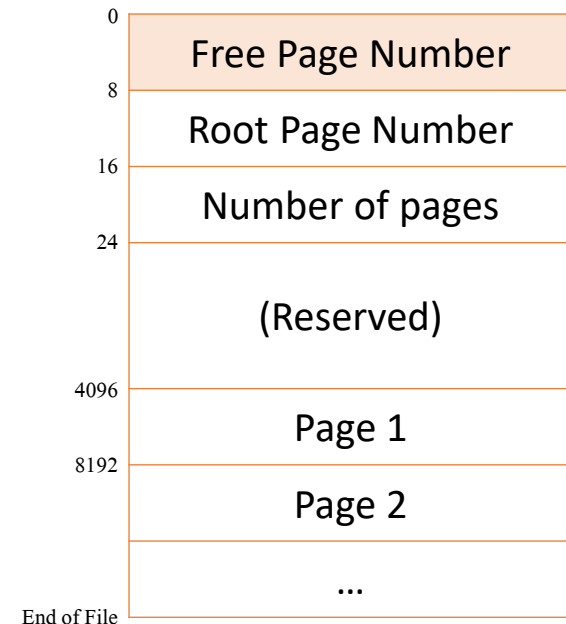 0
Free Page Number
8
Root Page Number
16
Number of pages
24
(Reserved)
4096
Page 1
8192
Page 2
...
End of File